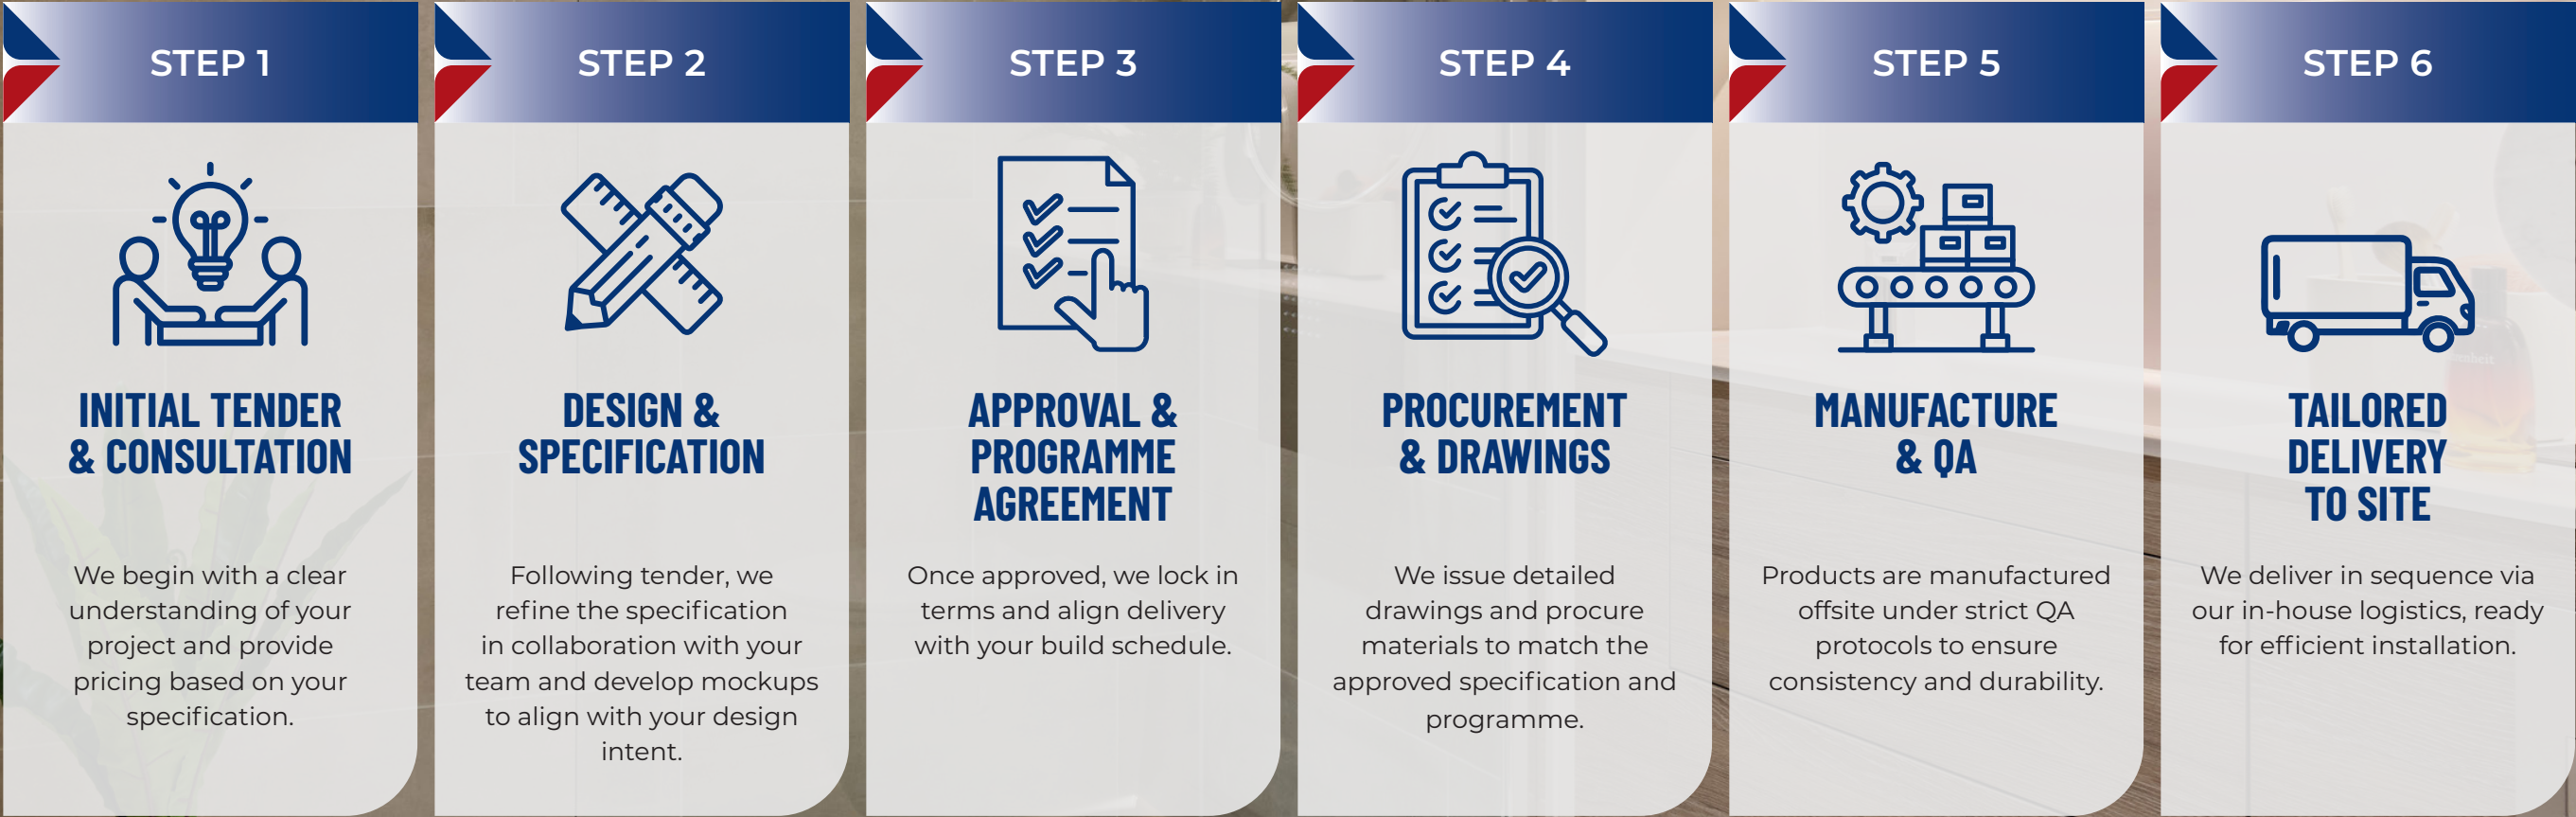 STEP 1
INITIAL TENDER
& CONSULTATION
We begin with a clear
understanding of your
project and provide
pricing based on your
specification.
STEP 2
DESIGN &
SPECIFICATION
Following tender, we
refine the specification
in collaboration with your
team and develop mockups
to align with your design
intent.
STEP 3
APPROVAL &
PROGRAMME
AGREEMENT
Once approved, we lock in
terms and align delivery
with your build schedule.
STEP 4
PROCUREMENT
& DRAWINGS
We issue detailed
drawings and procure
materials to match the
approved specification and
programme.
STEP 5
MANUFACTURE
& QA
Products are manufactured
offsite under strict QA
protocols to ensure
consistency and durability.
STEP 6
TAILORED
DELIVERY
TO SITE
We deliver in sequence via
our in-house logistics, ready
for efficient installation.